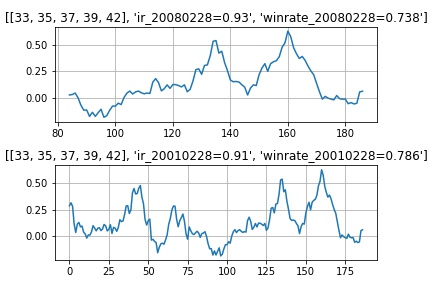 [[33, 35, 37, 39, 42], 'ir_20080228=0.93', 'winrate_20080228=0.738']
0.50
0.25
0.00
80 100 120 140 160 180
[[33, 35, 37, 39, 42], 'ir_20010228=0.91', 'winrate_20010228=0.786']
0.50
0.25
0.00
0 25 50 75 100 125 150 175